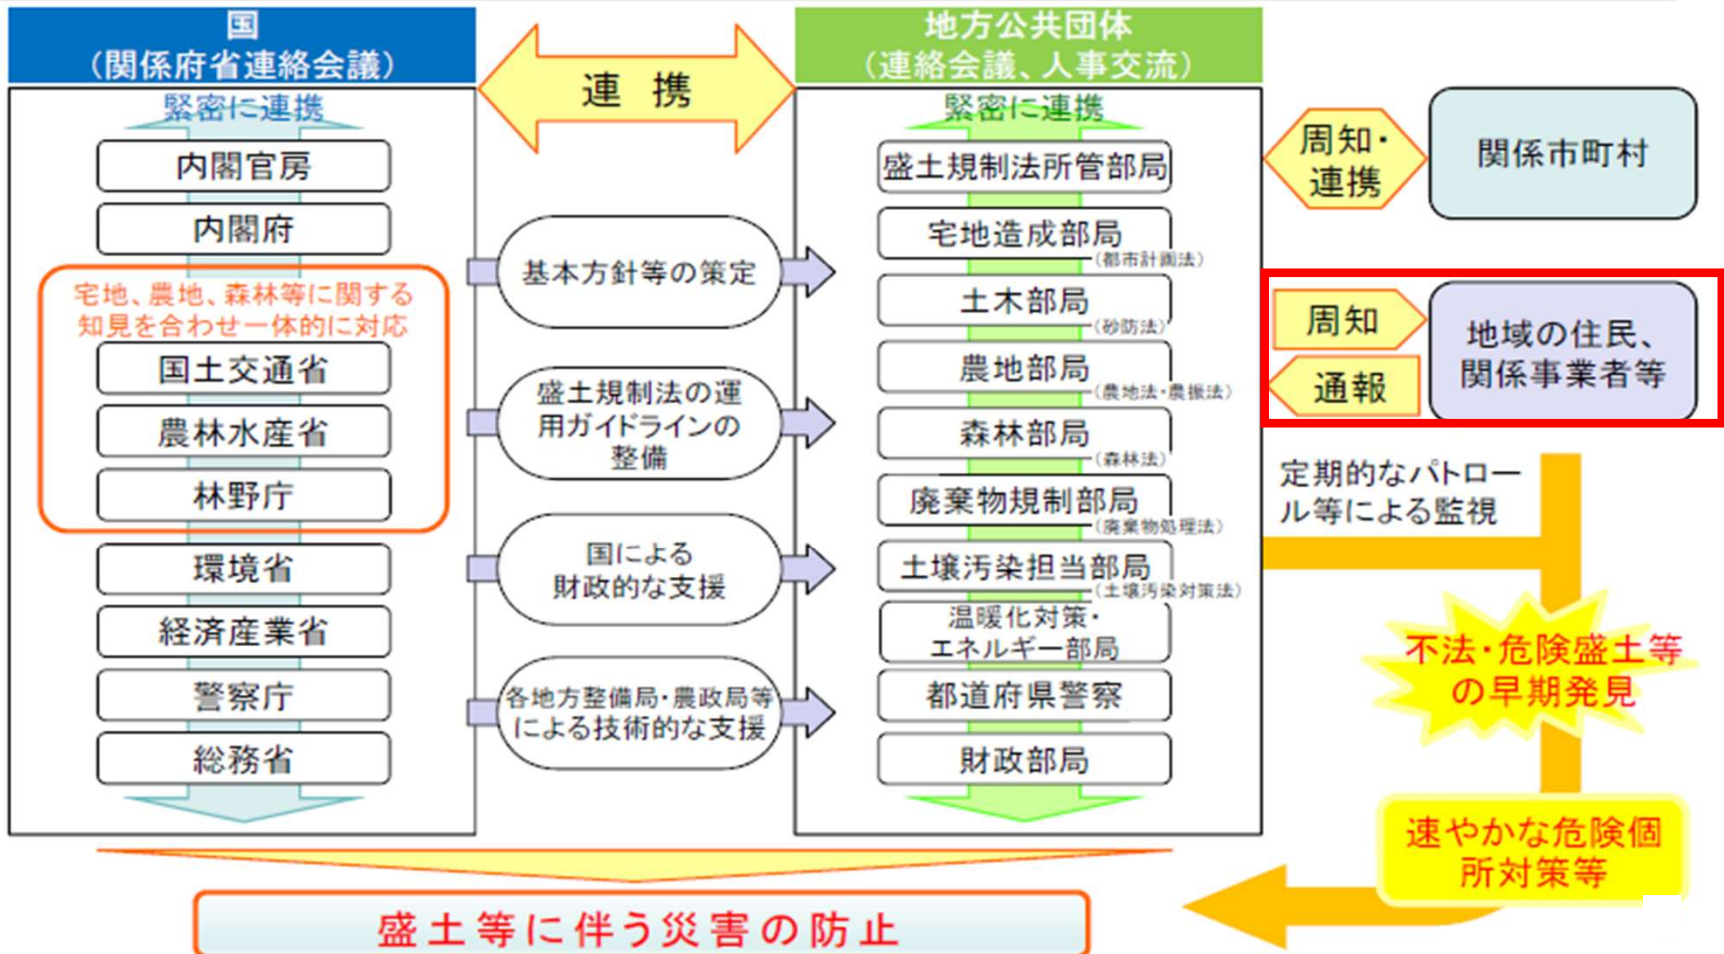 国
（関係府省連絡会議）
緊密に連携
内閣官房
内閣府
宅地、農地、森林等に関する
知見を合わせ一体的に対応
国土交通省
農林水産省
林野庁
環境省
経済産業省
警察庁
総務省
連携
基本方針等の策定
盛土規制法の運
用ガイドラインの
整備
国による
財政的な支援
各地方整備局・農政局等
による技術的な支援
地方公共団体
（連絡会議、人事交流）
緊密に連携
盛土規制法所管部局
宅地造成部局
（都市計画法）
土木部局
（砂防法）
農地部局
（農地法・農振法）
森林部局
（森林法）
廃棄物規制部局
（廃棄物処理法）
土壌汚染担当部局
（土壌汚染対策法）
温暖化対策・
エネルギー部局
都道府県警察
財政部局
周知・
連携
関係市町村
周知
通報
地域の住民、
関係事業者等
定期的なパトロー
ル等による監視
不法・危険盛土等
の早期発見
速やかな危険個
所対策等
盛土等に伴う災害の防止